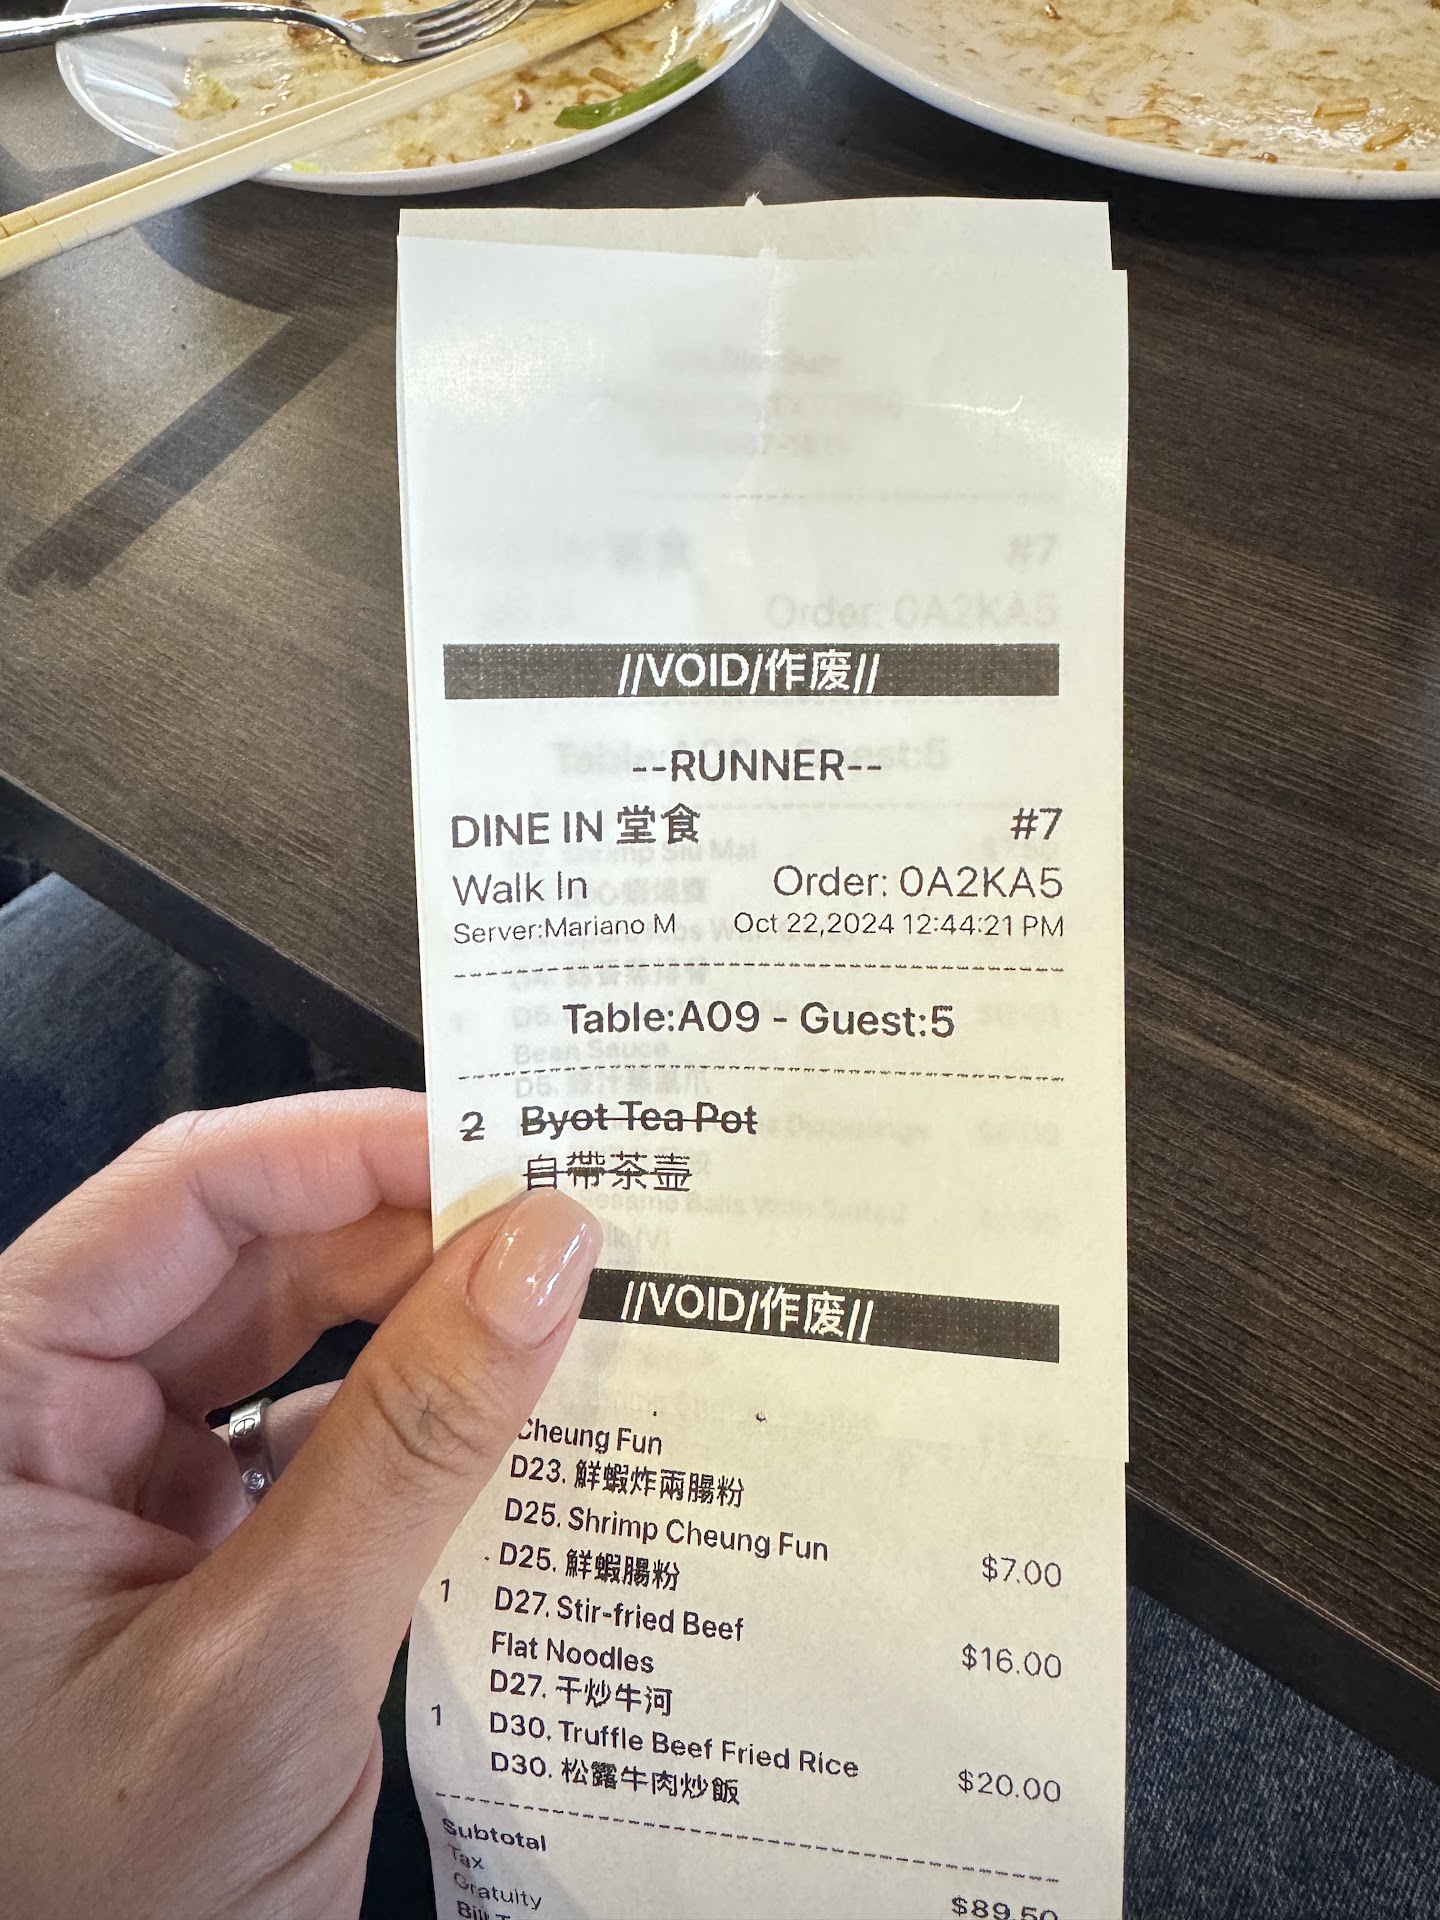 #7
Order: 0A2KA5
//VOID/作废//
--RUNNER--
DINE IN 堂食 #7
Walk In Order: 0A2KA5
Server:Mariano M Oct 22,2024 12:44:21 PM
Table:A09 - Guest:5
2 Byot Tea Pot
自帶茶壺
//VOID/作废//
Cheung Fun
D23. 鮮蝦炸兩腸粉
D25. Shrimp Cheung Fun $7.00
D25. 鮮蝦腸粉
1 D27. Stir-fried Beef $16.00
Flat Noodles
D27. 干炒牛河
1 D30. Truffle Beef Fried Rice $20.00
D30. 松露牛肉炒飯
Subtotal $89.50
Tax
Gratuity